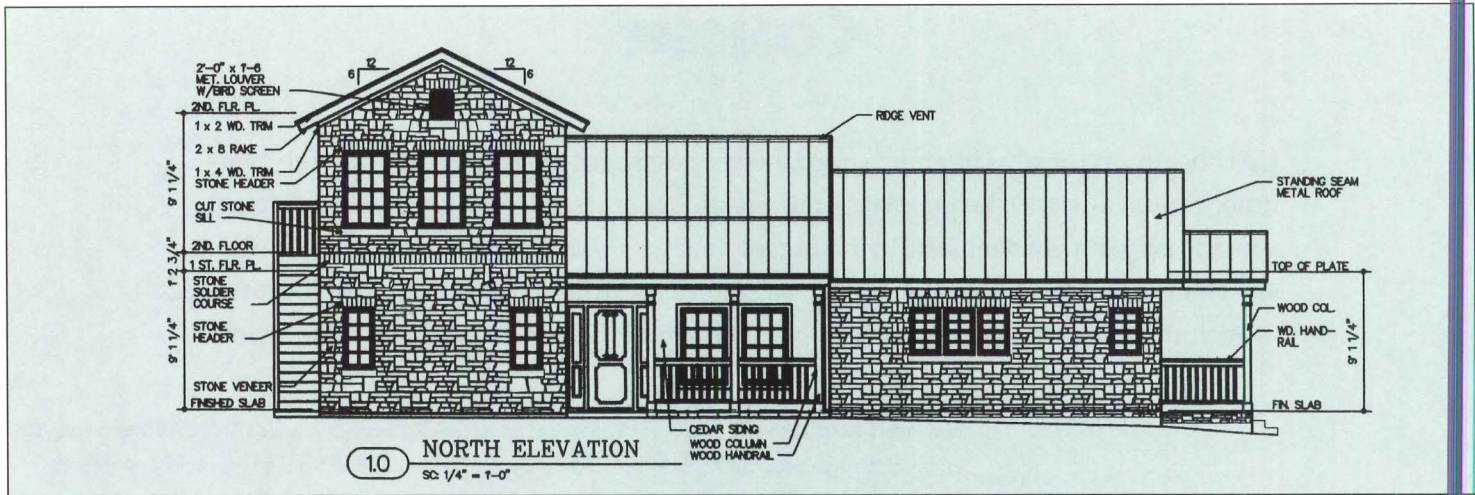 2'-0" x 1'-6
MET. LOUVER
W/BIRD SCREEN
2ND. FLR. PL.
1 x 2 WD. TRIM
2 x 8 RAKE
1 x 4 WD. TRIM
STONE HEADER
CUT STONE
SILL
2ND. FLOOR
1 ST. FLR. PL.
STONE
SOLDIER
COURSE
STONE
HEADER
STONE VENEER
FINISHED SLAB
9' 1 1/4"
1' 2 3/4"
9' 1 1/4"
12
6
12
6
RIDGE VENT
STANDING SEAM
METAL ROOF
TOP OF PLATE
WOOD COL.
WD. HAND-
RAIL
9' 1 1/4"
FIN. SLAB
CEDAR SIDING
WOOD COLUMN
WOOD HANDRAIL
1.0
NORTH ELEVATION
SC: 1/4" = 1'-0"